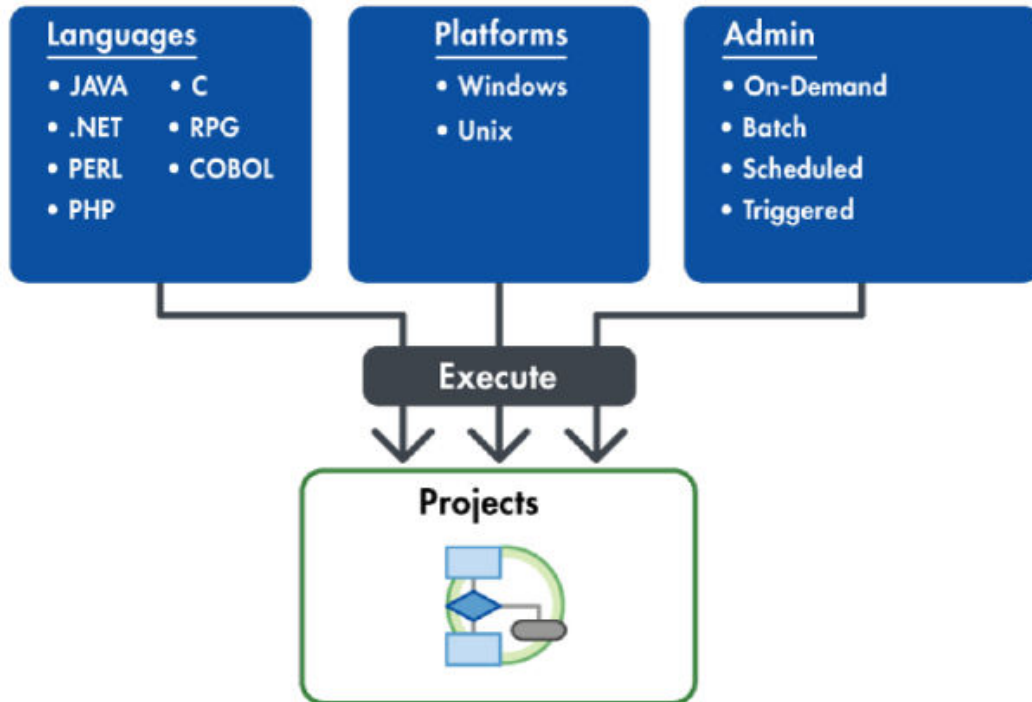 Languages
• JAVA
• .NET
• PERL
• PHP
• C
• RPG
• COBOL
Platforms
• Windows
• Unix
Admin
• On-Demand
• Batch
• Scheduled
• Triggered
Execute
Projects